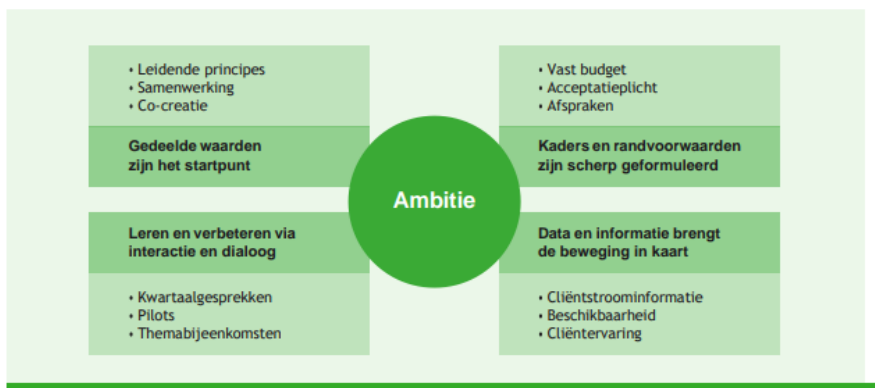 • Leidende principes
• Samenwerking
• Co-creatie
Gedeelde waarden
zijn het startpunt
• Vast budget
• Acceptatieplicht
• Afspraken
Kaders en randvoorwaarden
zijn scherp geformuleerd
Ambitie
Leren en verbeteren via
interactie en dialoog
• Kwartaalgesprekken
• Pilots
• Themabijeenkomsten
Data en informatie brengt
de beweging in kaart
• Cliëntstroominformatie
• Beschikbaarheid
• Cliëntervaring